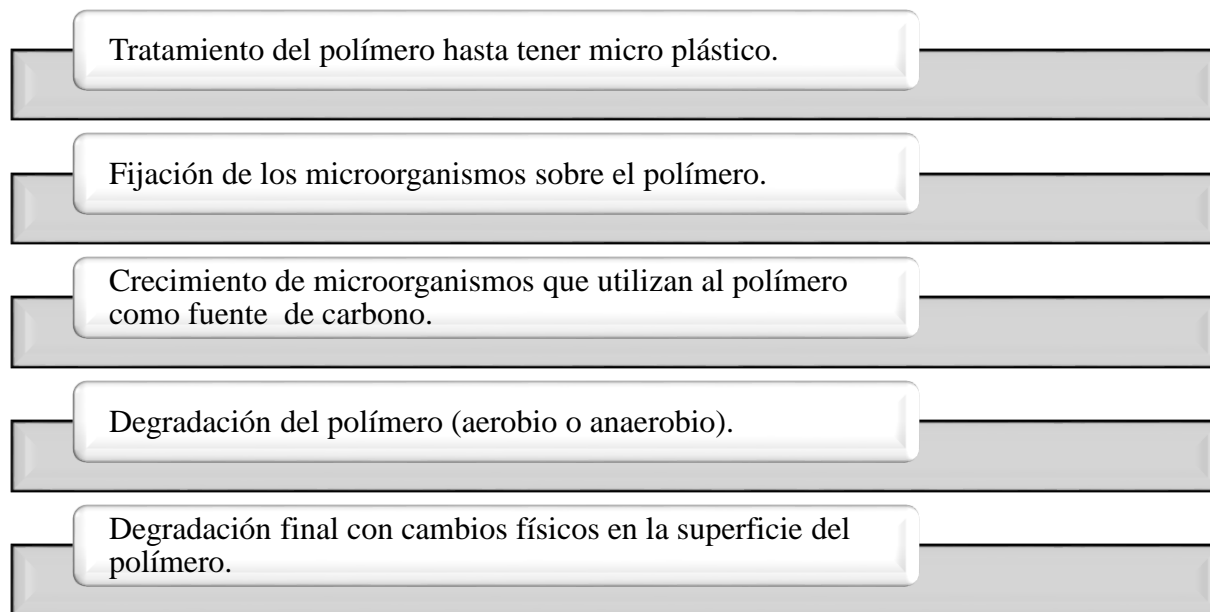 Tratamiento del polímero hasta tener micro plástico.
Fijación de los microorganismos sobre el polímero.
Crecimiento de microorganismos que utilizan al polímero
como fuente  de carbono.
Degradación del polímero (aerobio o anaerobio).
Degradación final con cambios físicos en la superficie del
polímero.